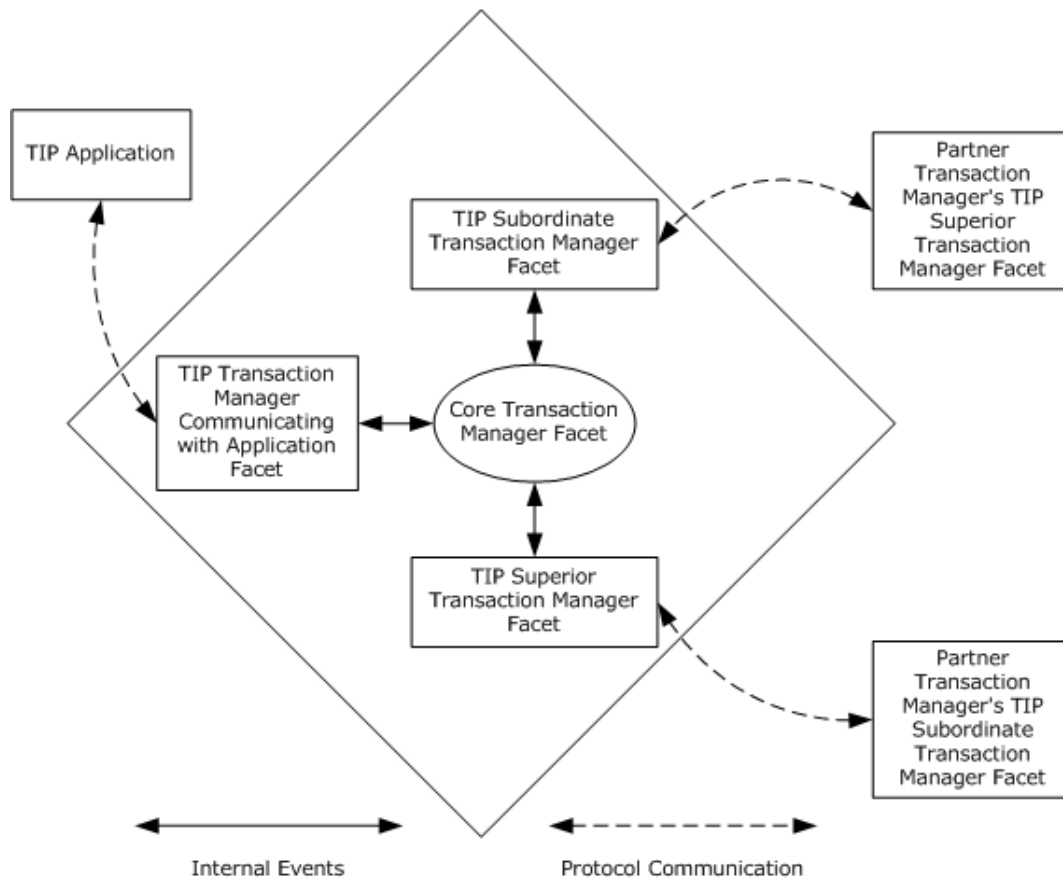 TIP Application
Partner
Transaction
Manager's TIP
Superior
Transaction
Manager Facet
TIP Subordinate
Transaction Manager
Facet
TIP Transaction
Manager
Communicating
with Application
Facet
Core Transaction
Manager Facet
TIP Superior
Transaction Manager
Facet
Partner
Transaction
Manager's TIP
Subordinate
Transaction
Manager Facet
Internal Events
Protocol Communication